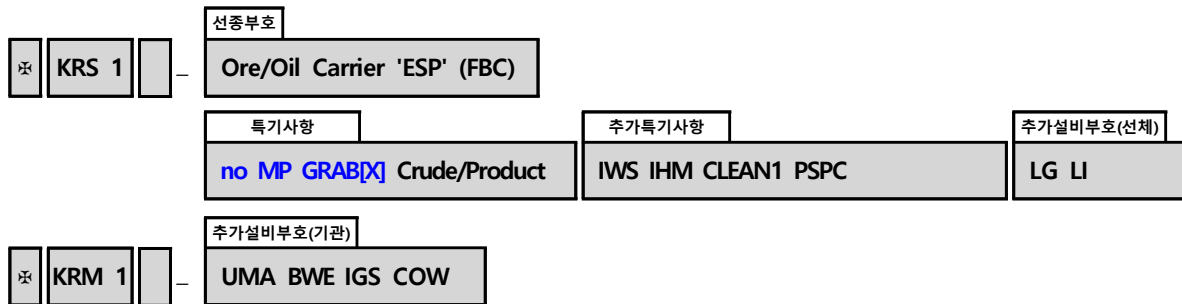 선종부호
✠ KRS 1 – Ore/Oil Carrier 'ESP' (FBC)
특기사항 추가특기사항 추가설비부호(선체)
no MP GRAB[X] Crude/Product IWS IHM CLEAN1 PSPC LG LI
추가설비부호(기관)
✠ KRM 1 – UMA BWE IGS COW